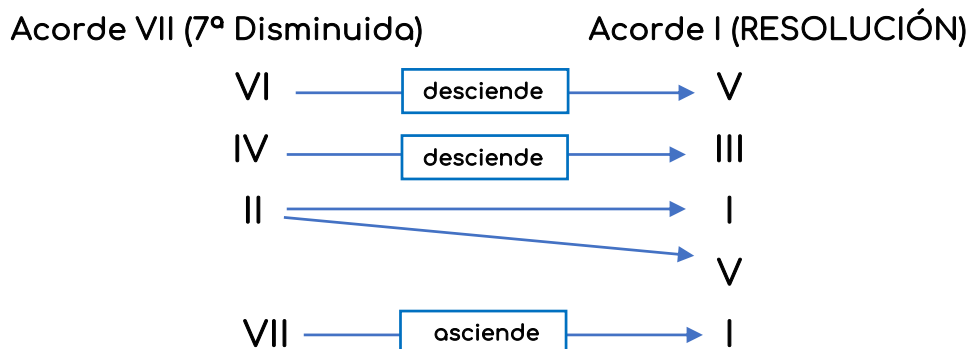 Acorde VII (7ª Disminuida) Acorde I (RESOLUCIÓN)
VI desciende V
IV desciende III
II I
V
VII asciende I